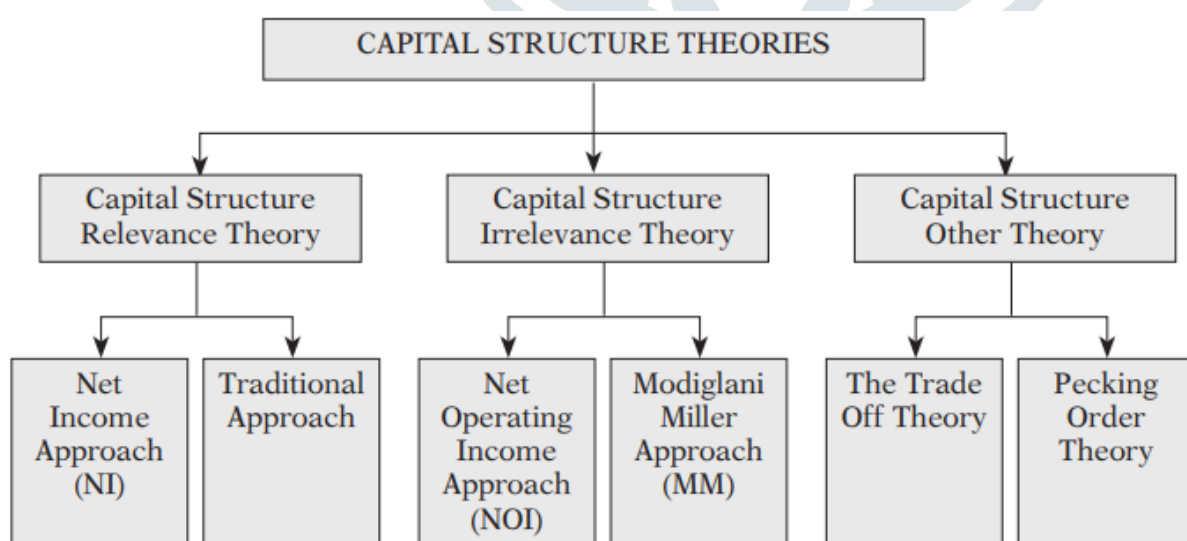 CAPITAL STRUCTURE THEORIES
Capital Structure
Relevance Theory
Capital Structure
Irrelevance Theory
Capital Structure
Other Theory
Net
Income
Approach
(NI)
Traditional
Approach
Net
Operating
Income
Approach
(NOI)
Modiglani
Miller
Approach
(MM)
The Trade
Off Theory
Pecking
Order
Theory